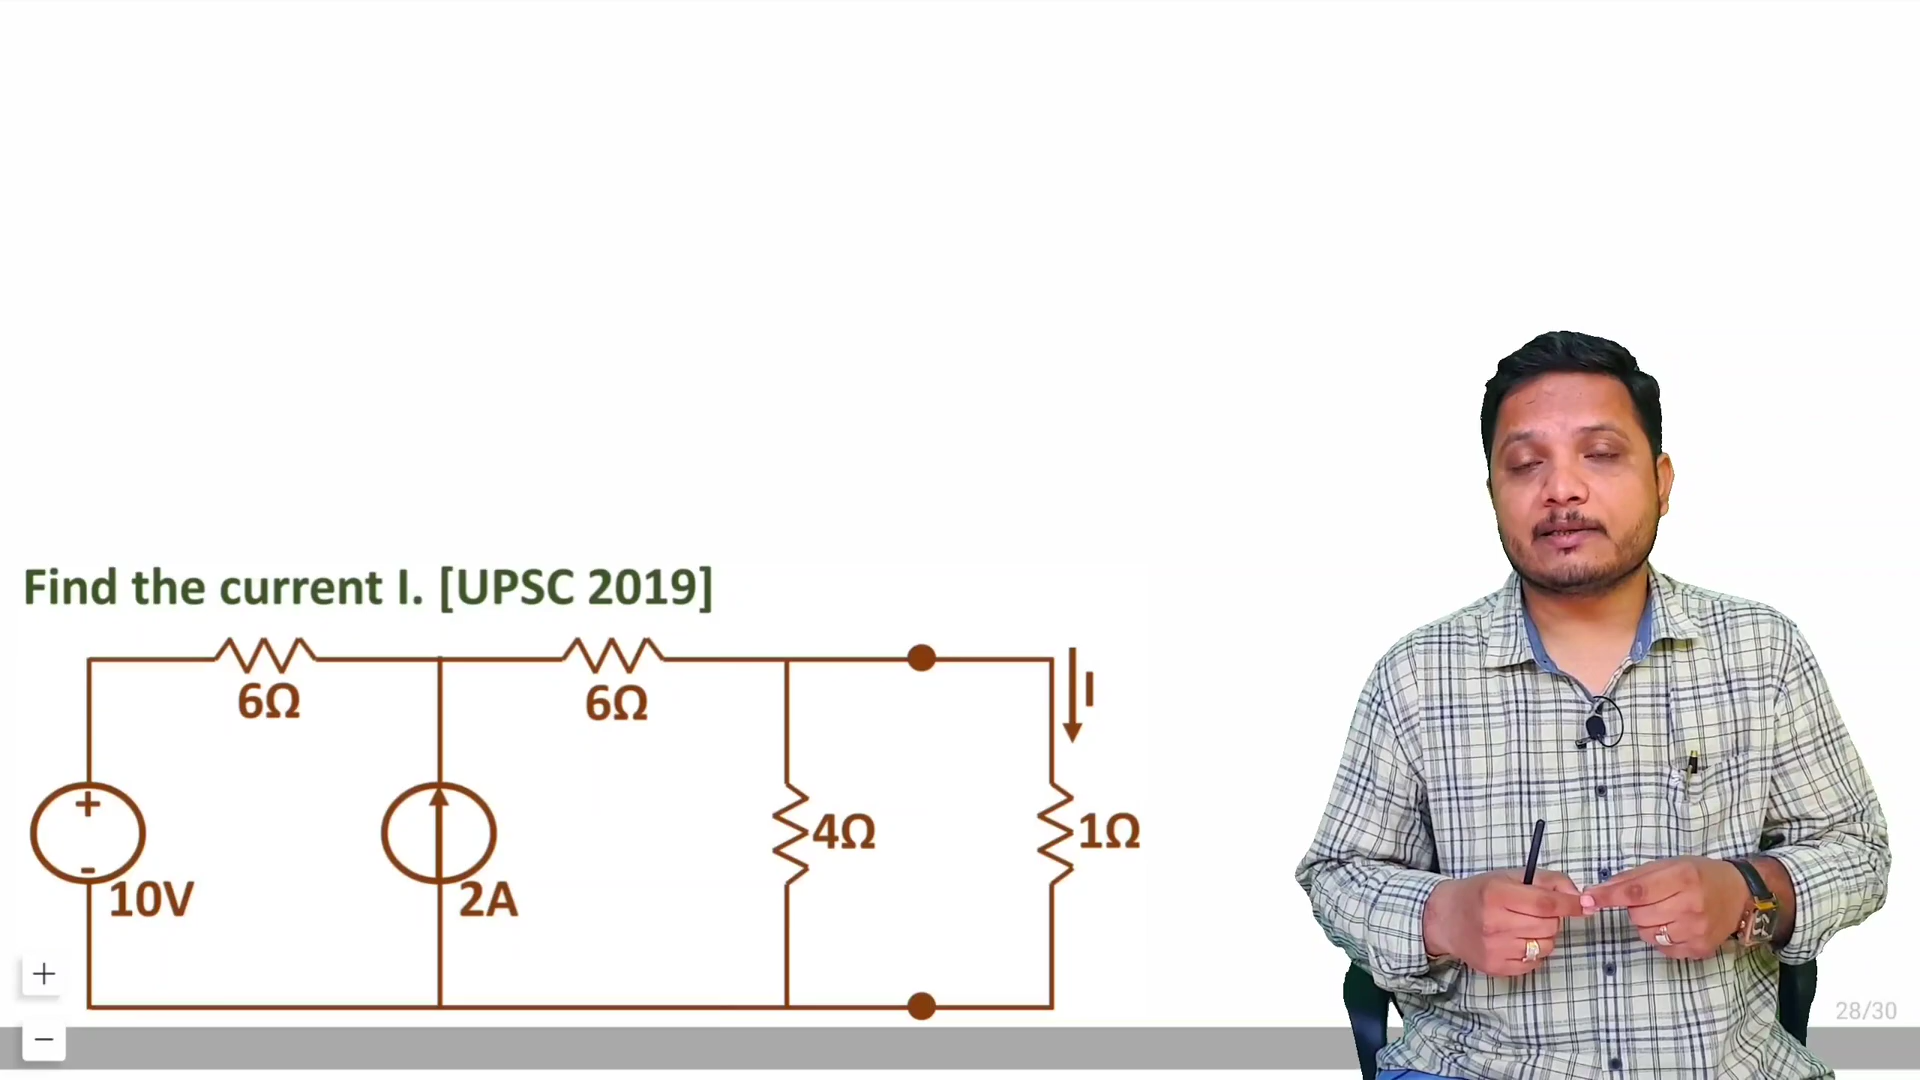 Find the current I. [UPSC 2019]
6Ω
6Ω
I
+
-
10V
2A
4Ω
1Ω
+
−
28/30